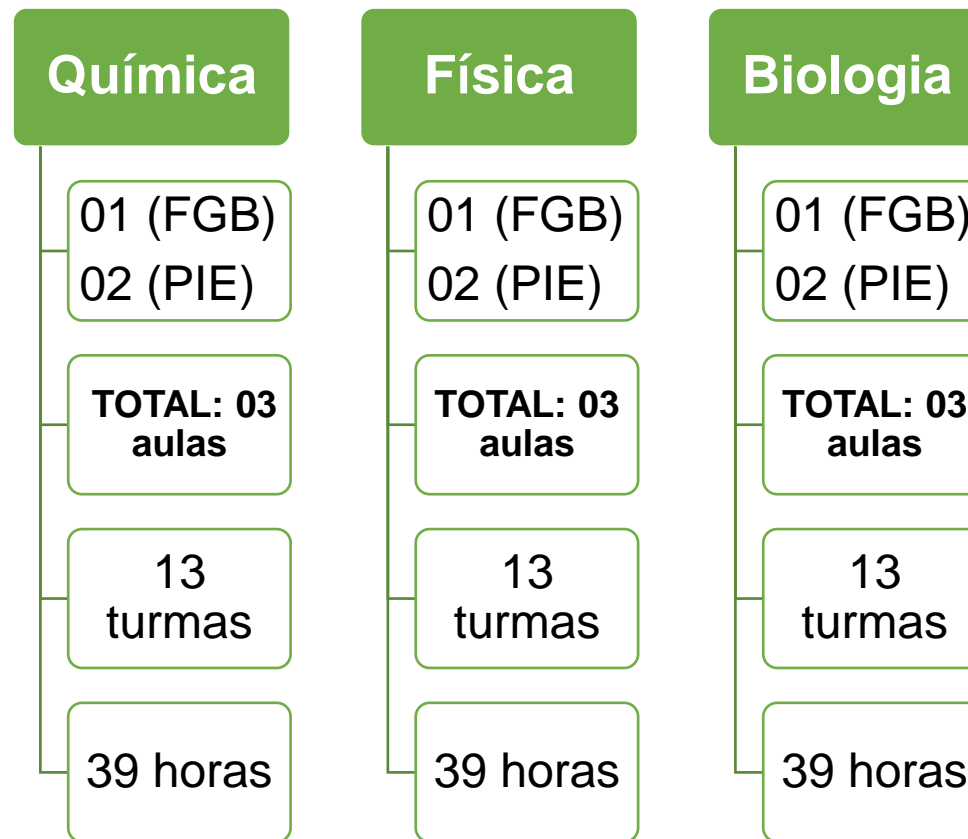 Química
01 (FGB)
02 (PIE)
TOTAL: 03
aulas
13
turmas
39 horas
Física
01 (FGB)
02 (PIE)
TOTAL: 03
aulas
13
turmas
39 horas
Biologia
01 (FGB)
02 (PIE)
TOTAL: 03
aulas
13
turmas
39 horas